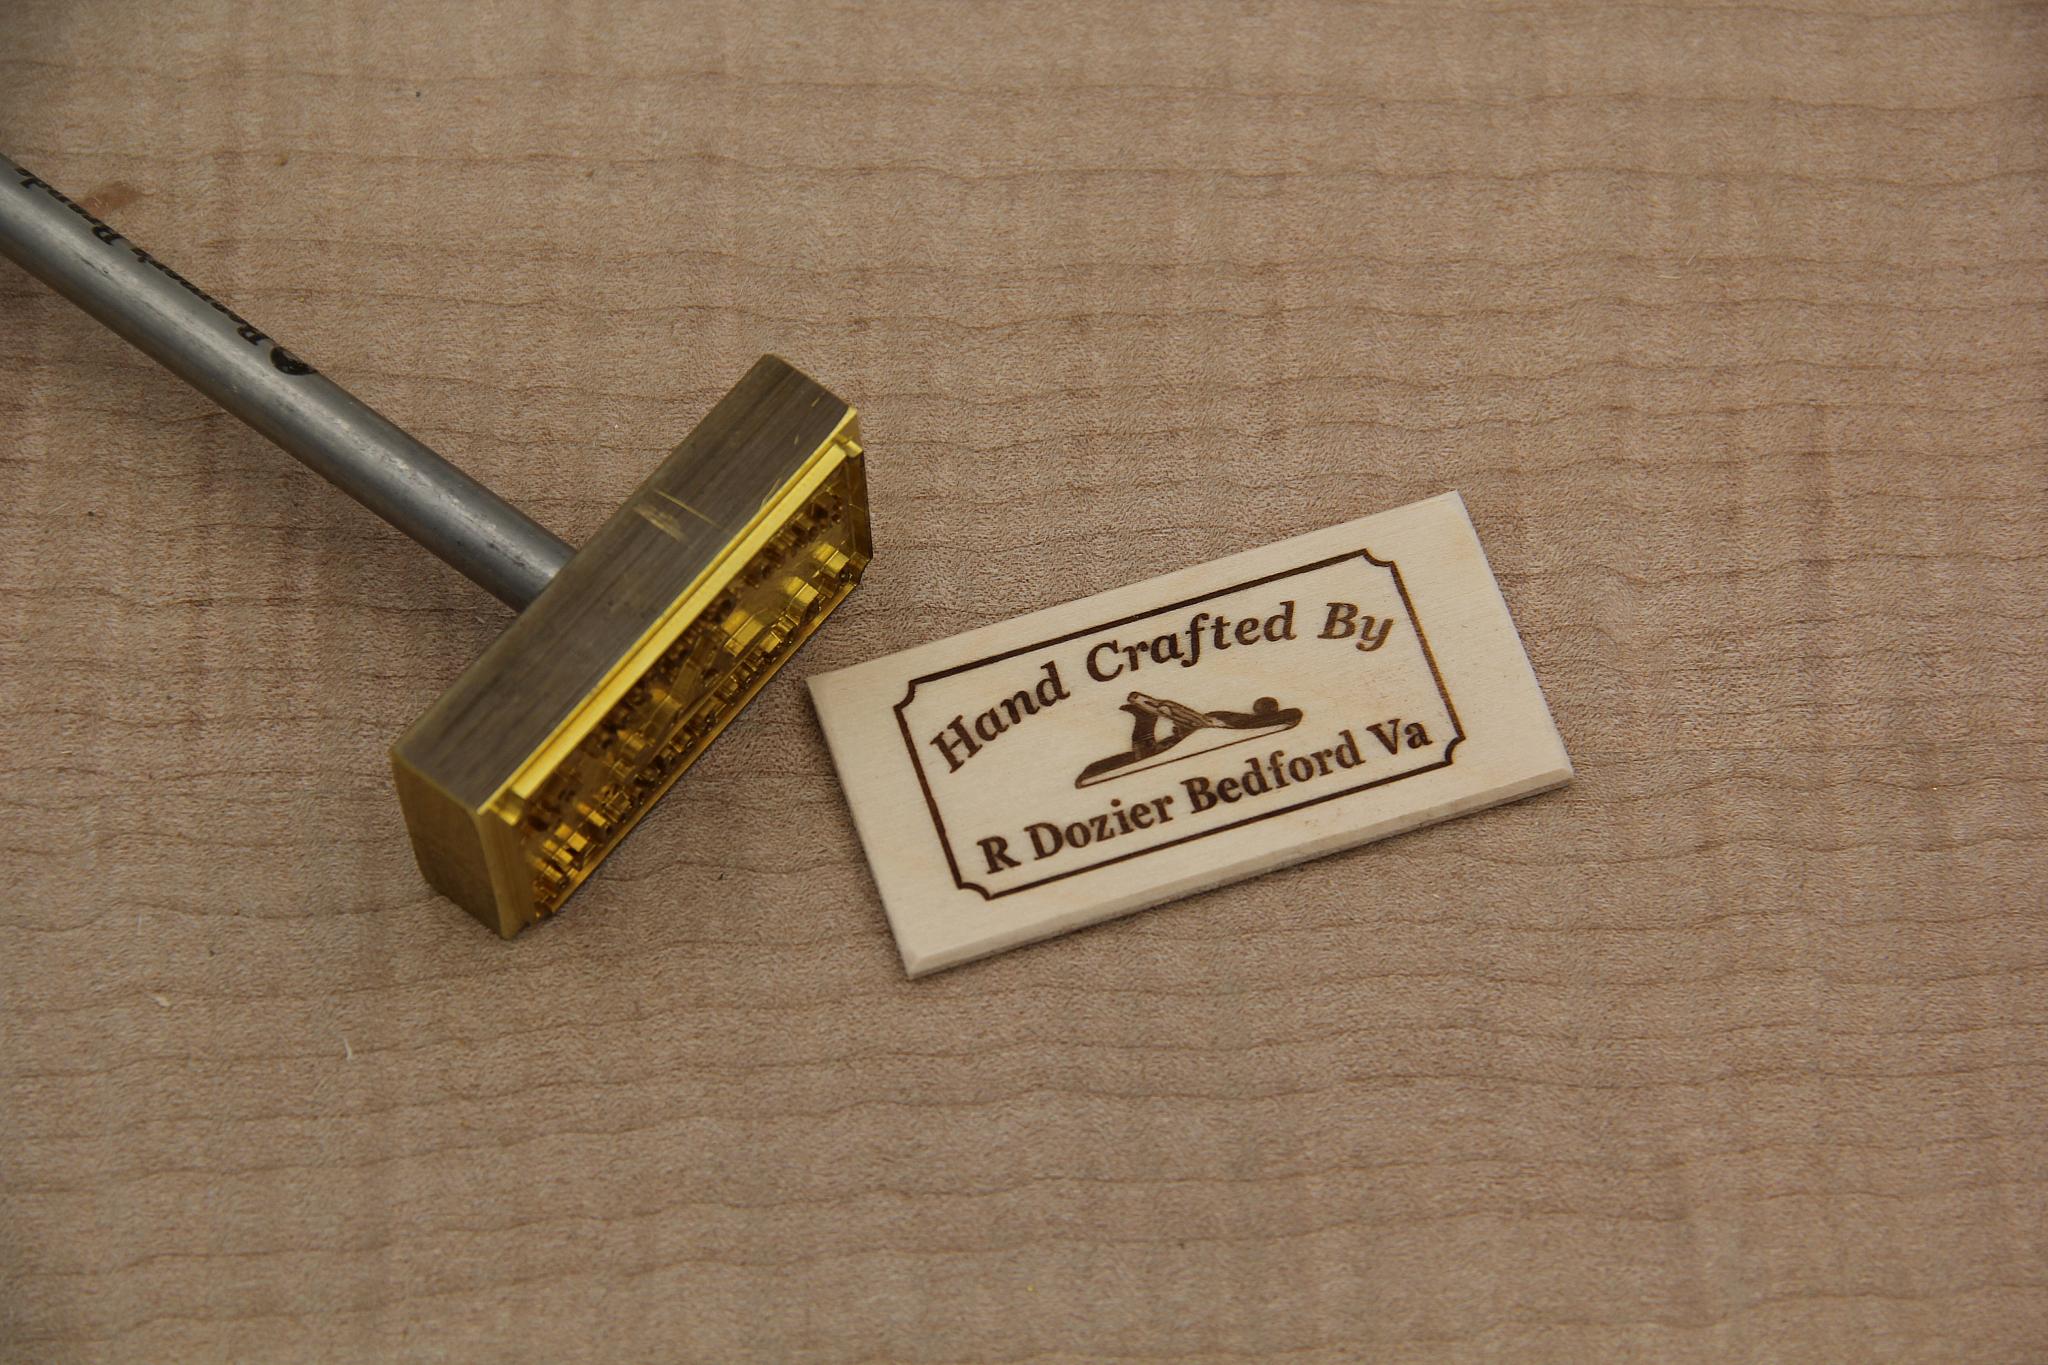 Hand Crafted By
R Dozier Bedford Va